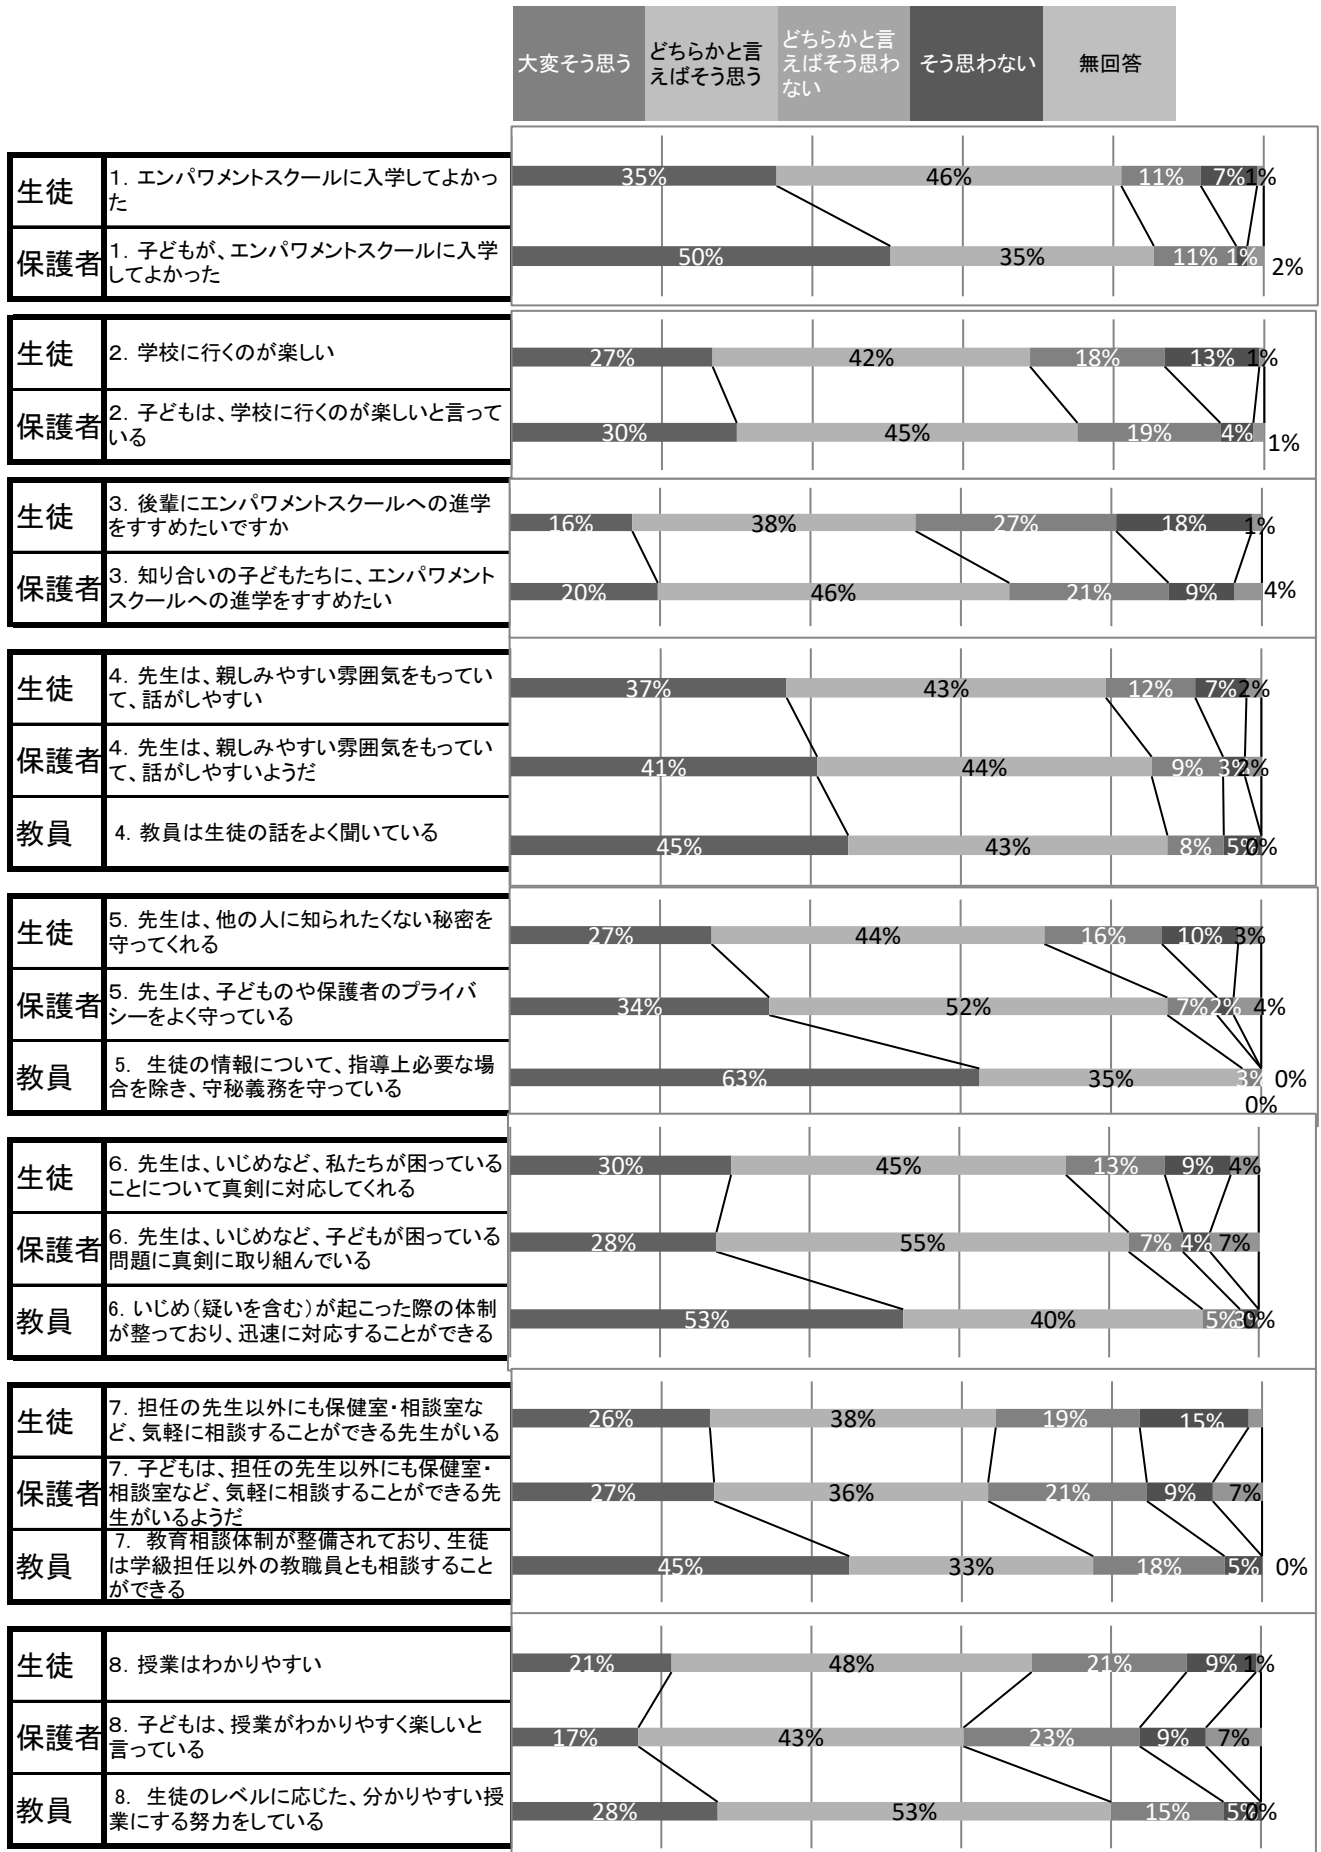 大変そう思う
どちらかと言
えばそう思う
どちらかと言
えばそう思わ
ない
そう思わない
無回答
生徒
1．エンパワメントスクールに入学してよかっ
た
35% 46% 11% 7% 1%
保護者
1．子どもが、エンパワメントスクールに入学
してよかった
50% 35% 11% 1% 2%
生徒
2．学校に行くのが楽しい
27% 42% 18% 13% 1%
保護者
2．子どもは、学校に行くのが楽しいと言って
いる
30% 45% 19% 4% 1%
生徒
3．後輩にエンパワメントスクールへの進学
をすすめたいですか
16% 38% 27% 18% 1%
保護者
3．知り合いの子どもたちに、エンパワメント
スクールへの進学をすすめたい
20% 46% 21% 9% 4%
生徒
4．先生は、親しみやすい雰囲気をもってい
て、話がしやすい
37% 43% 12% 7% 2%
保護者
4．先生は、親しみやすい雰囲気をもってい
て、話がしやすいようだ
41% 44% 9% 3% 2%
教員
4．教員は生徒の話をよく聞いている
45% 43% 8% 5% 0%
生徒
5．先生は、他の人に知られたくない秘密を
守ってくれる
27% 44% 16% 10% 3%
保護者
5．先生は、子どものや保護者のプライバ
シーをよく守っている
34% 52% 7% 2% 4%
教員
5．生徒の情報について、指導上必要な場
合を除き、守秘義務を守っている
63% 35% 3% 0%
0%
生徒
6．先生は、いじめなど、私たちが困っている
ことについて真剣に対応してくれる
30% 45% 13% 9% 4%
保護者
6．先生は、いじめなど、子どもが困っている
問題に真剣に取り組んでいる
28% 55% 7% 4% 7%
教員
6．いじめ（疑いを含む）が起こった際の体制
が整っており、迅速に対応することができる
53% 40% 5% 3% 0%
生徒
7．担任の先生以外にも保健室・相談室な
ど、気軽に相談することができる先生がいる
26% 38% 19% 15%
保護者
7．子どもは、担任の先生以外にも保健室・
相談室など、気軽に相談することができる先
生がいるようだ
27% 36% 21% 9% 7%
教員
7．教育相談体制が整備されており、生徒
は学級担任以外の教職員とも相談すること
ができる
45% 33% 18% 5% 0%
生徒
8．授業はわかりやすい
21% 48% 21% 9% 1%
保護者
8．子どもは、授業がわかりやすく楽しいと
言っている
17% 43% 23% 9% 7%
教員
8．生徒のレベルに応じた、分かりやすい授
業にする努力をしている
28% 53% 15% 5% 0%